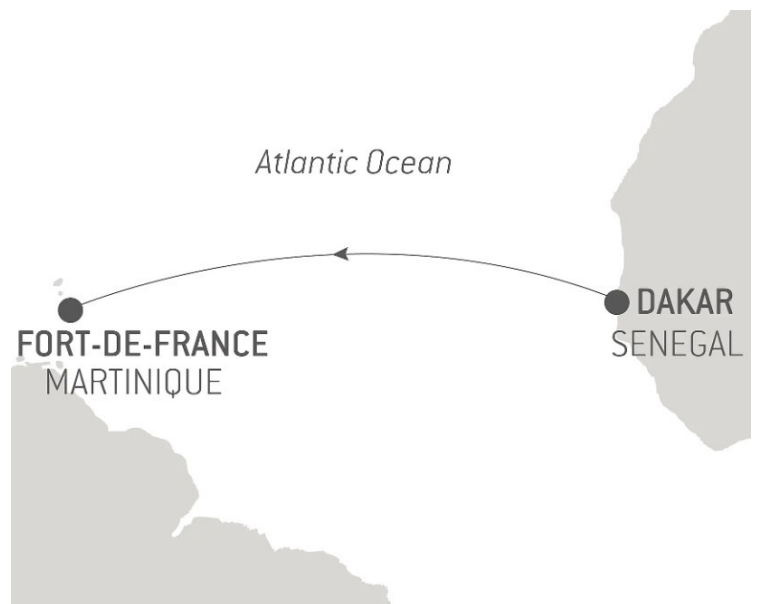 Atlantic Ocean
DAKAR
SENEGAL
FORT-DE-FRANCE
MARTINIQUE